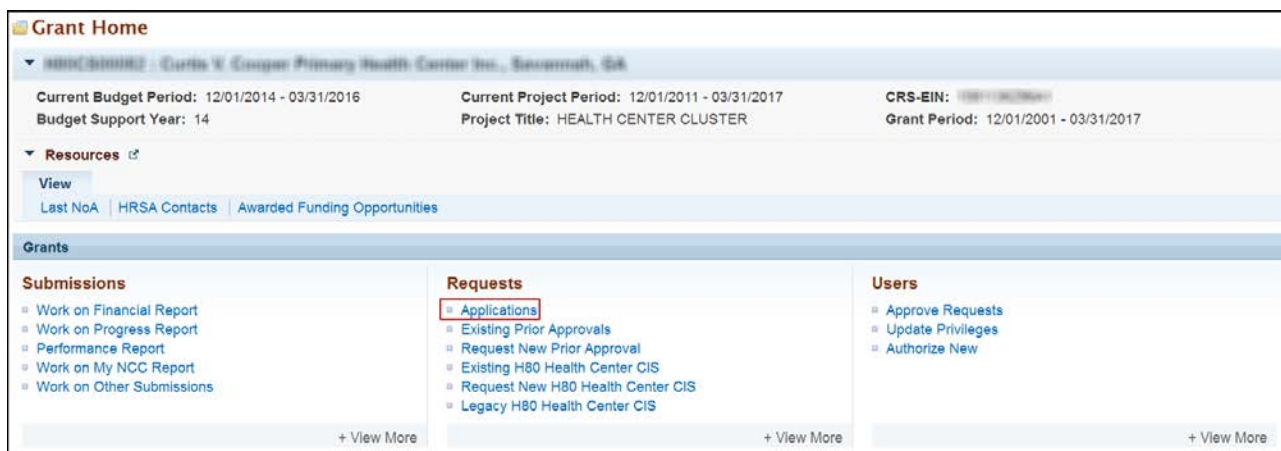 Grant Home
Current Budget Period: 12/01/2014 - 03/31/2016
Budget Support Year: 14
Current Project Period: 12/01/2011 - 03/31/2017
Project Title: HEALTH CENTER CLUSTER
CRS-EIN:
Grant Period: 12/01/2001 - 03/31/2017
Resources
View
Last NoA
HRSA Contacts
Awarded Funding Opportunities
Grants
Submissions
Work on Financial Report
Work on Progress Report
Performance Report
Work on My NCC Report
Work on Other Submissions
+ View More
Requests
Applications
Existing Prior Approvals
Request New Prior Approval
Existing H80 Health Center CIS
Request New H80 Health Center CIS
Legacy H80 Health Center CIS
+ View More
Users
Approve Requests
Update Privileges
Authorize New
+ View More